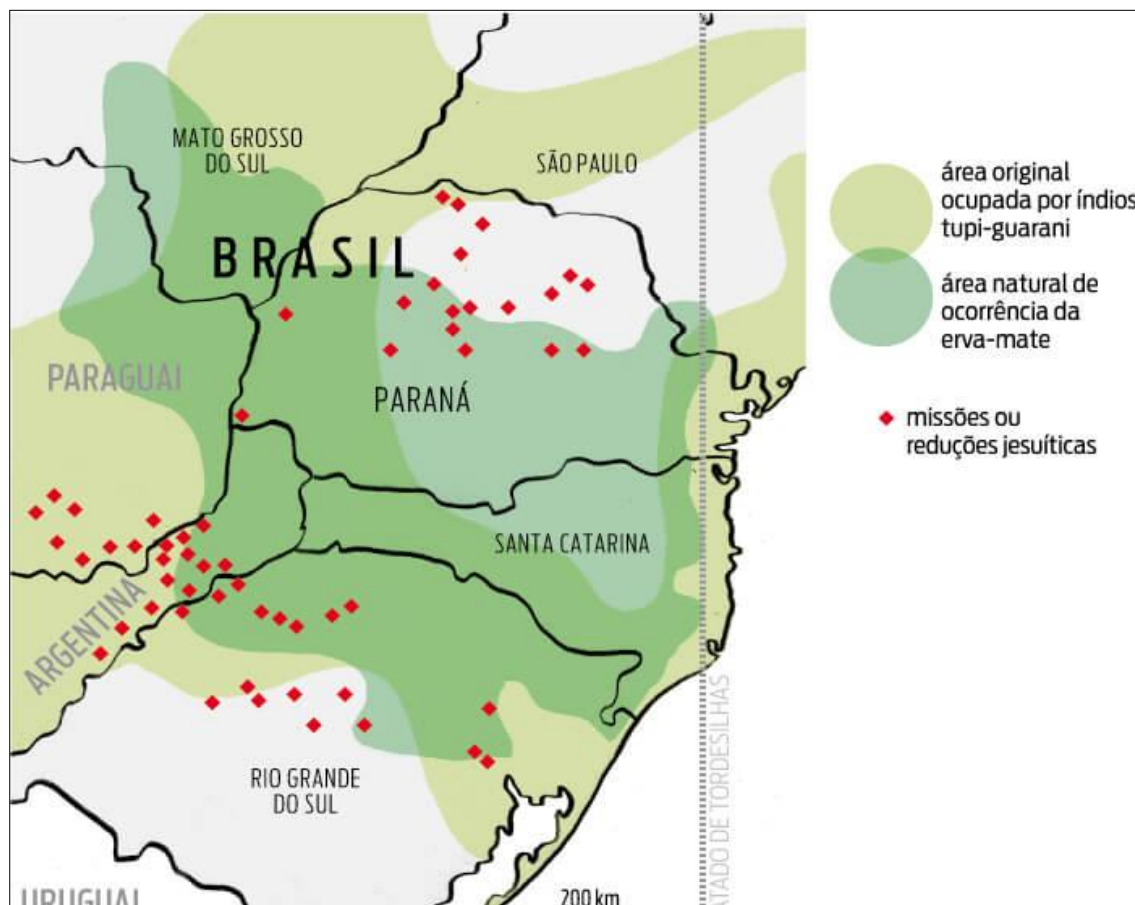 MATO GROSSO
DO SUL
SÃO PAULO
BRASIL
PARAGUAI
PARANÁ
SANTA CATARINA
ARGENTINA
RIO GRANDE
DO SUL
URUGUAI
200 km
ATADO DE TORDESILHAS
área original
ocupada por índios
tupi-guarani
área natural de
ocorrência da
erva-mate
missões ou
reduções jesuíticas